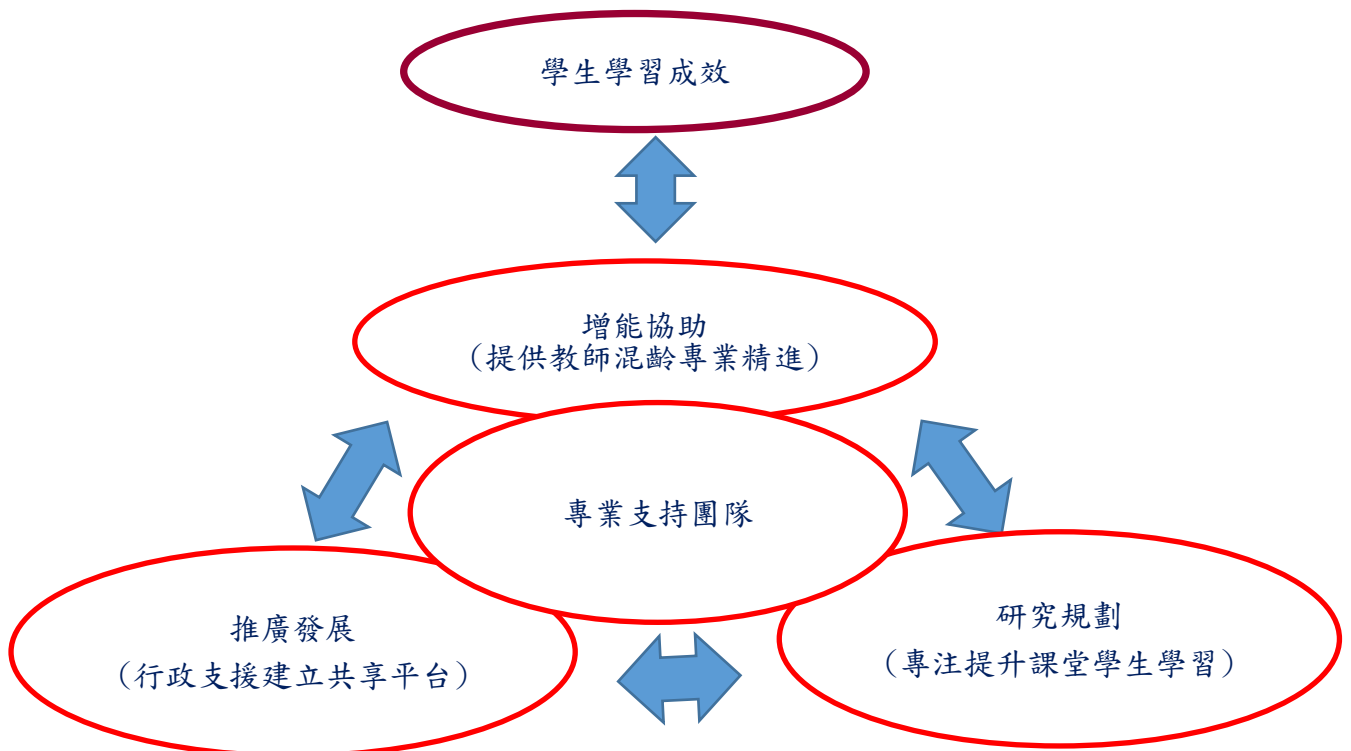 學生學習成效
增能協助
（提供教師混齡專業精進）
專業支持團隊
推廣發展
（行政支援建立共享平台）
研究規劃
（專注提升課堂學生學習）